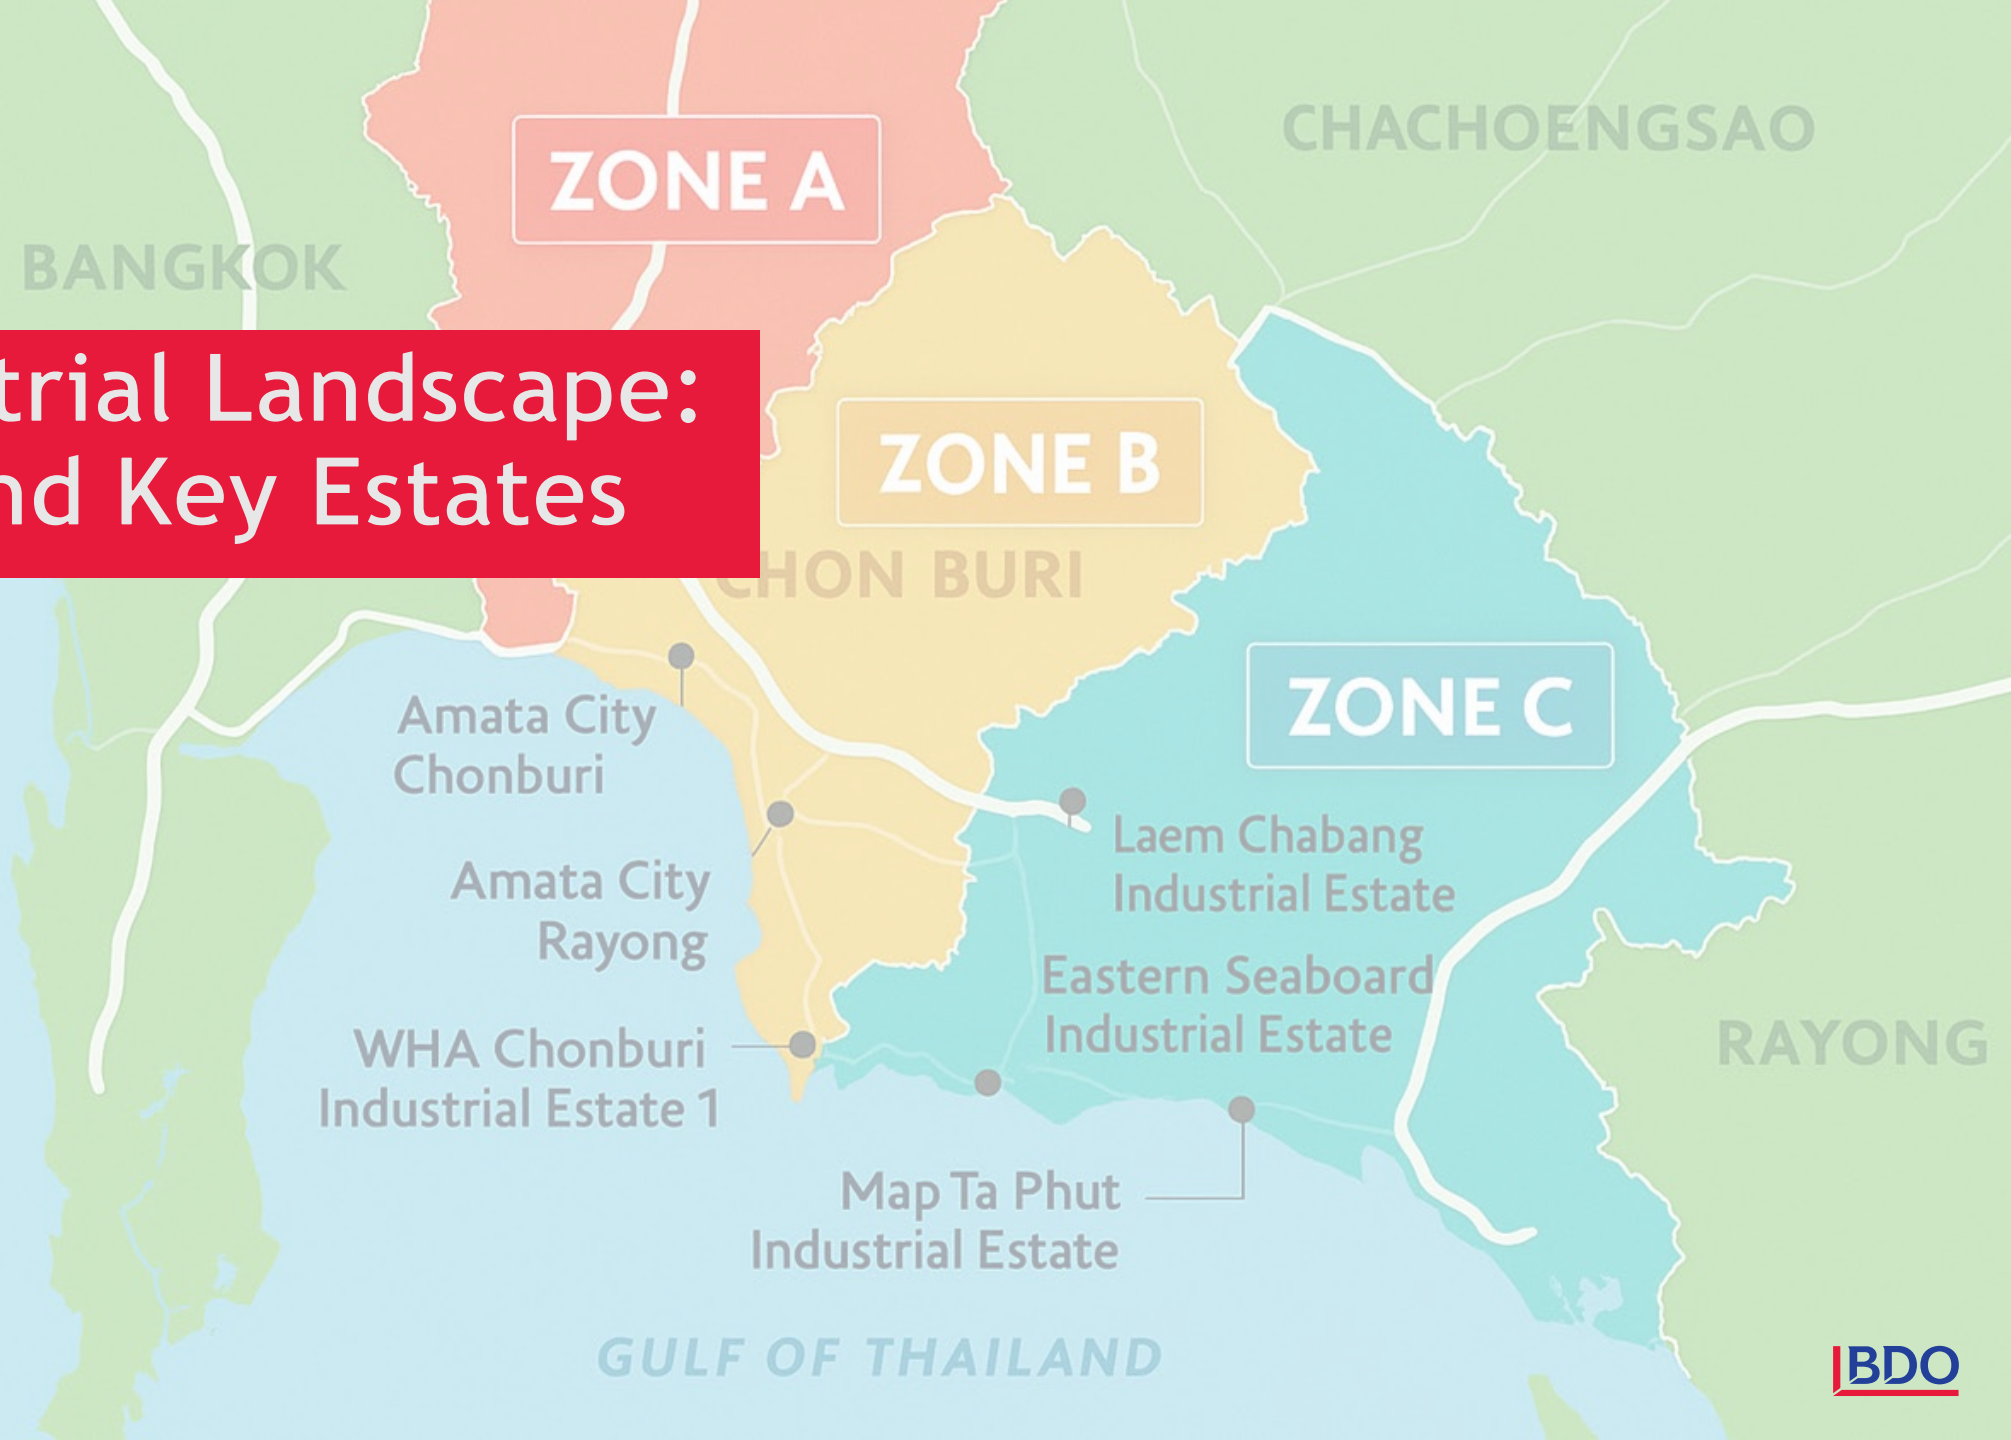 ZONE A
CHACHOENGSAO
BANGKOK
trial Landscape:
nd Key Estates
ZONE B
CHON BURI
ZONE C
Amata City
Chonburi
Laem Chabang
Industrial Estate
Amata City
Rayong
Eastern Seaboard
Industrial Estate
WHA Chonburi
Industrial Estate 1
RAYONG
Map Ta Phut
Industrial Estate
GULF OF THAILAND
BDO